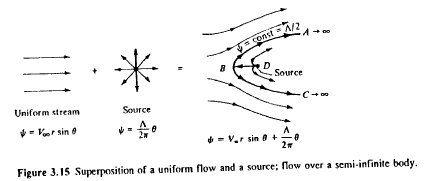 ψ = const = Λ/2
A → ∞
+
=
B
D
Source
C → ∞
Uniform stream
Source
ψ = V∞ r sin θ
ψ = Λ/2π θ
ψ = V∞ r sin θ + Λ/2π θ
Figure 3.15 Superposition of a uniform flow and a source; flow over a semi-infinite body.